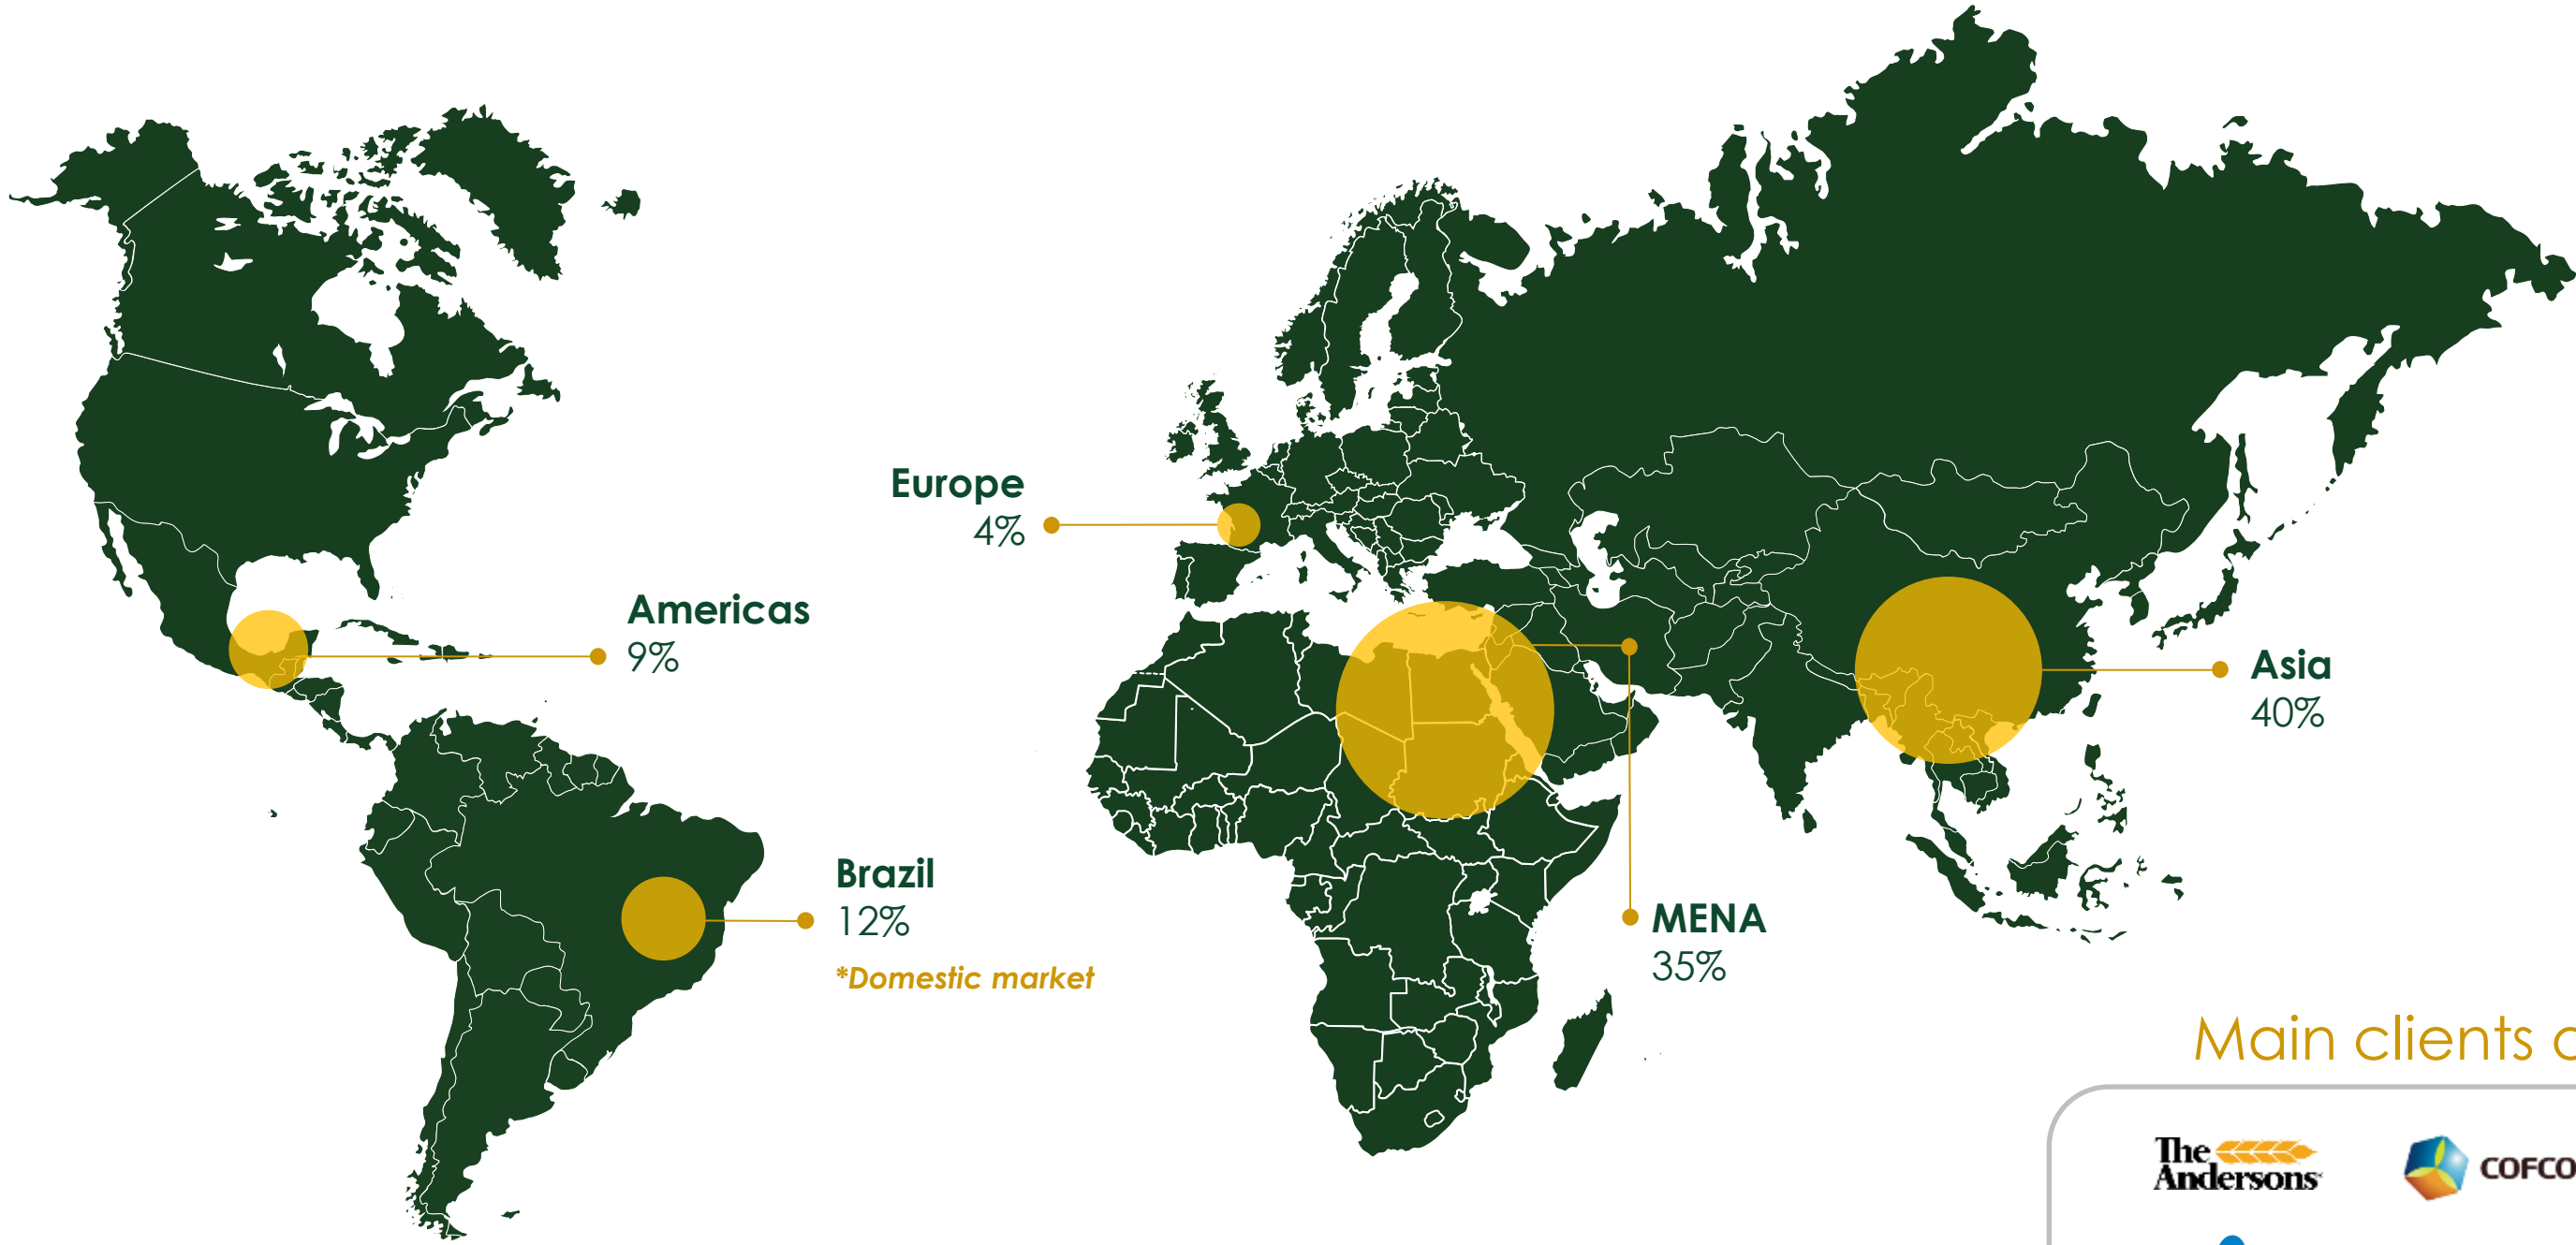 Europe
4%
Americas
9%
Asia
40%
Brazil
12%
*Domestic market
MENA
35%
Main clients
The
Andersons
COFCO